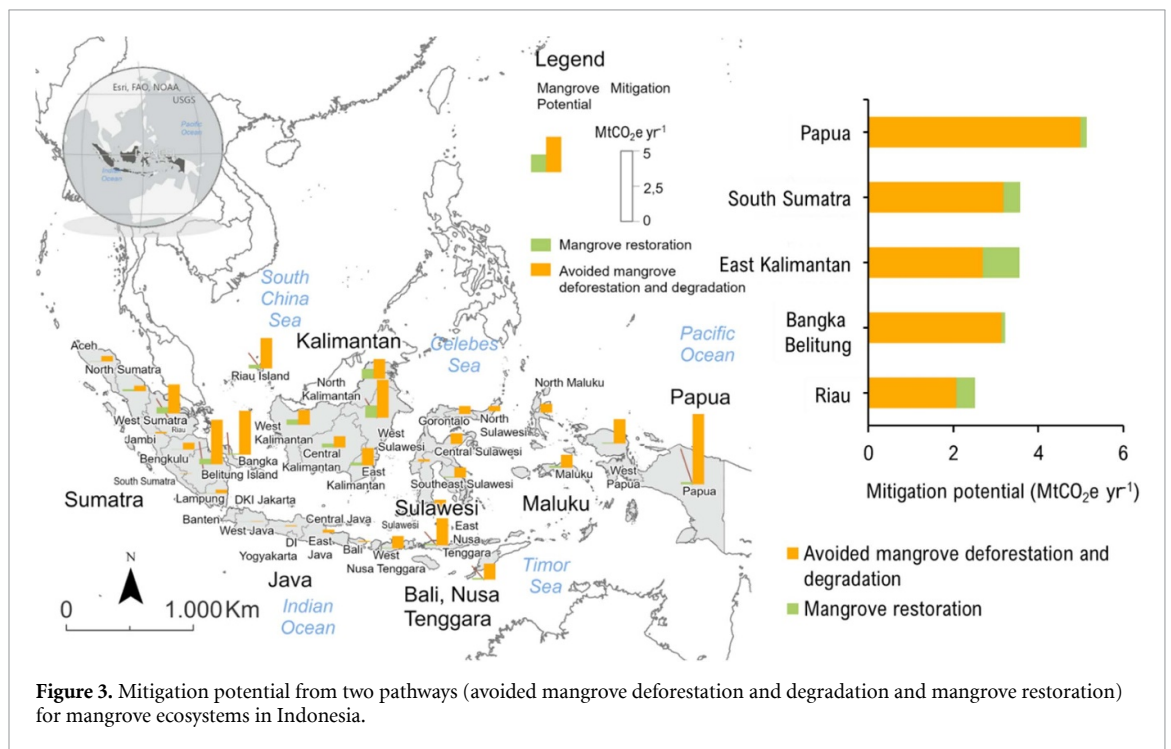 Esri, FAO, NOAA,
USGS
Pacific
Ocean
Indian
Ocean
Legend
Mangrove Mitigation
Potential
MtCO₂e yr⁻¹
5
2,5
0
Mangrove restoration
Avoided mangrove
deforestation and degradation
South
China
Sea
Kalimantan
Celebes
Sea
Pacific
Ocean
Aceh
North Sumatra
Riau Island
North
Kalimantan
North Maluku
Papua
West Sumatra
Riau
Jambi
Bengkulu
South Sumatra
Lampung
Bangka
Belitung Island
West
Kalimantan
Central
Kalimantan
East
Kalimantan
West
Sulawesi
Gorontalo
North
Sulawesi
Central Sulawesi
Southeast Sulawesi
Maluku
West
Papua
Papua
Sumatra
DKI Jakarta
Banten
West Java
Central Java
DI
Yogyakarta
East
Java
Bali
Sulawesi
Sulawesi
West
Nusa Tenggara
East
Nusa
Tenggara
Maluku
Java
Bali, Nusa
Tenggara
Timor
Sea
Indian
Ocean
N
0 1.000 Km
Papua
South Sumatra
East Kalimantan
Bangka
Belitung
Riau
0 2 4 6
Mitigation potential (MtCO₂e yr⁻¹)
Avoided mangrove deforestation and
degradation
Mangrove restoration
Figure 3. Mitigation potential from two pathways (avoided mangrove deforestation and degradation and mangrove restoration)
for mangrove ecosystems in Indonesia.